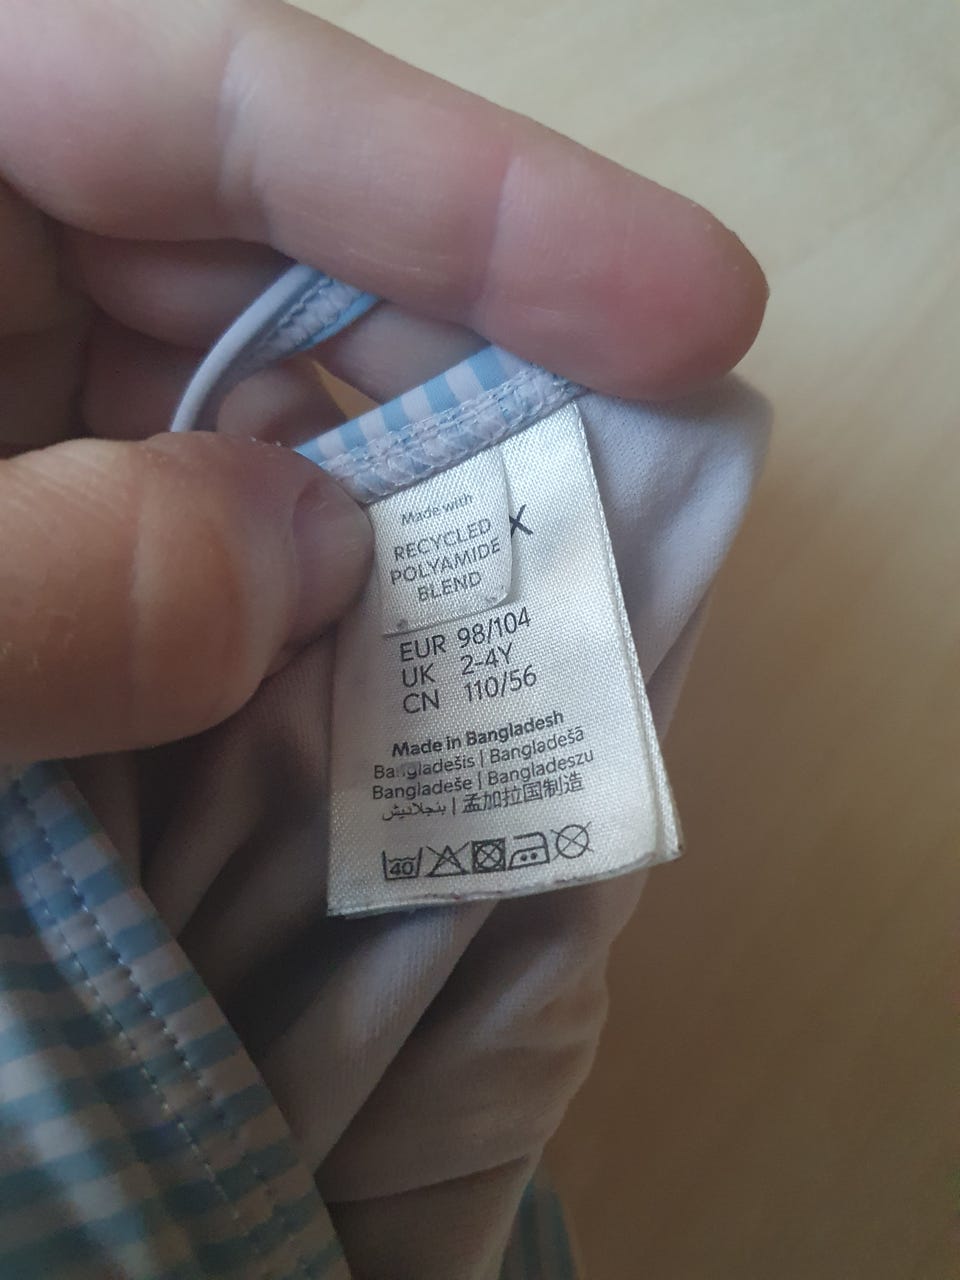 Made with
RECYCLED
POLYAMIDE
BLEND
X
EUR 98/104
UK 2-4Y
CN 110/56
Made in Bangladesh
Bangladešis | Bangladešā
Bangladeše | Bangladeszu
بنجلاديش | 孟加拉国制造
40